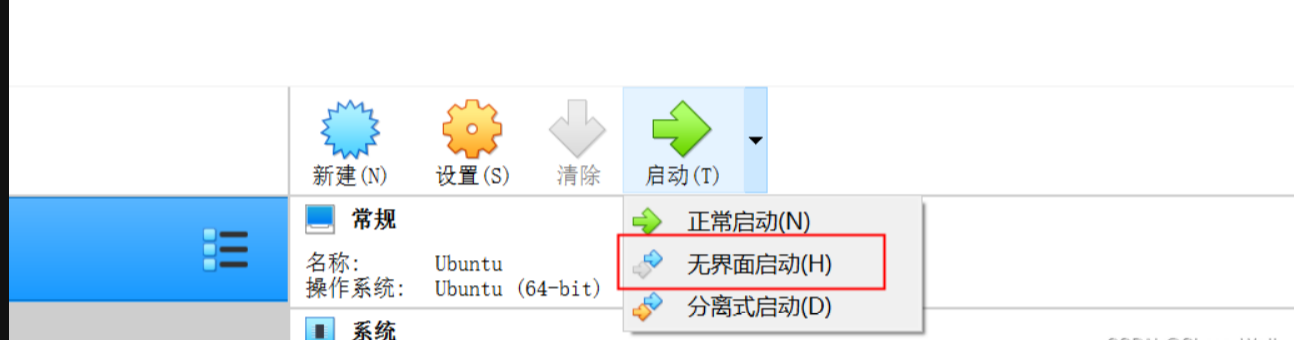 新建(N) 设置(S) 清除 启动(T)
常规
正常启动(N)
名称: Ubuntu
无界面启动(H)
操作系统: Ubuntu (64-bit)
分离式启动(D)
系统